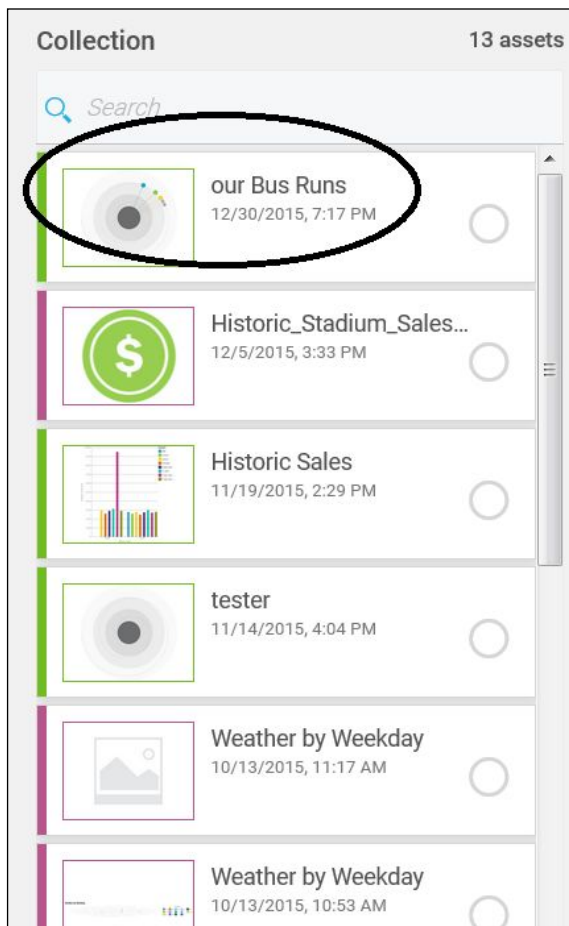 Collection
13 assets
Search
our Bus Runs
12/30/2015, 7:17 PM
Historic_Stadium_Sales...
12/5/2015, 3:33 PM
$
Historic Sales
11/19/2015, 2:29 PM
tester
11/14/2015, 4:04 PM
Weather by Weekday
10/13/2015, 11:17 AM
Weather by Weekday
10/13/2015, 10:53 AM